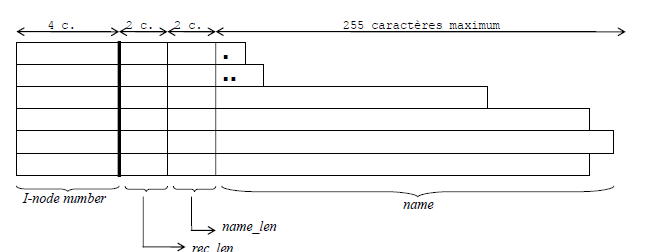 4 c. 2 c. 2 c. 255 caractères maximum
.
..
I-node number
name
name_len
rec_len